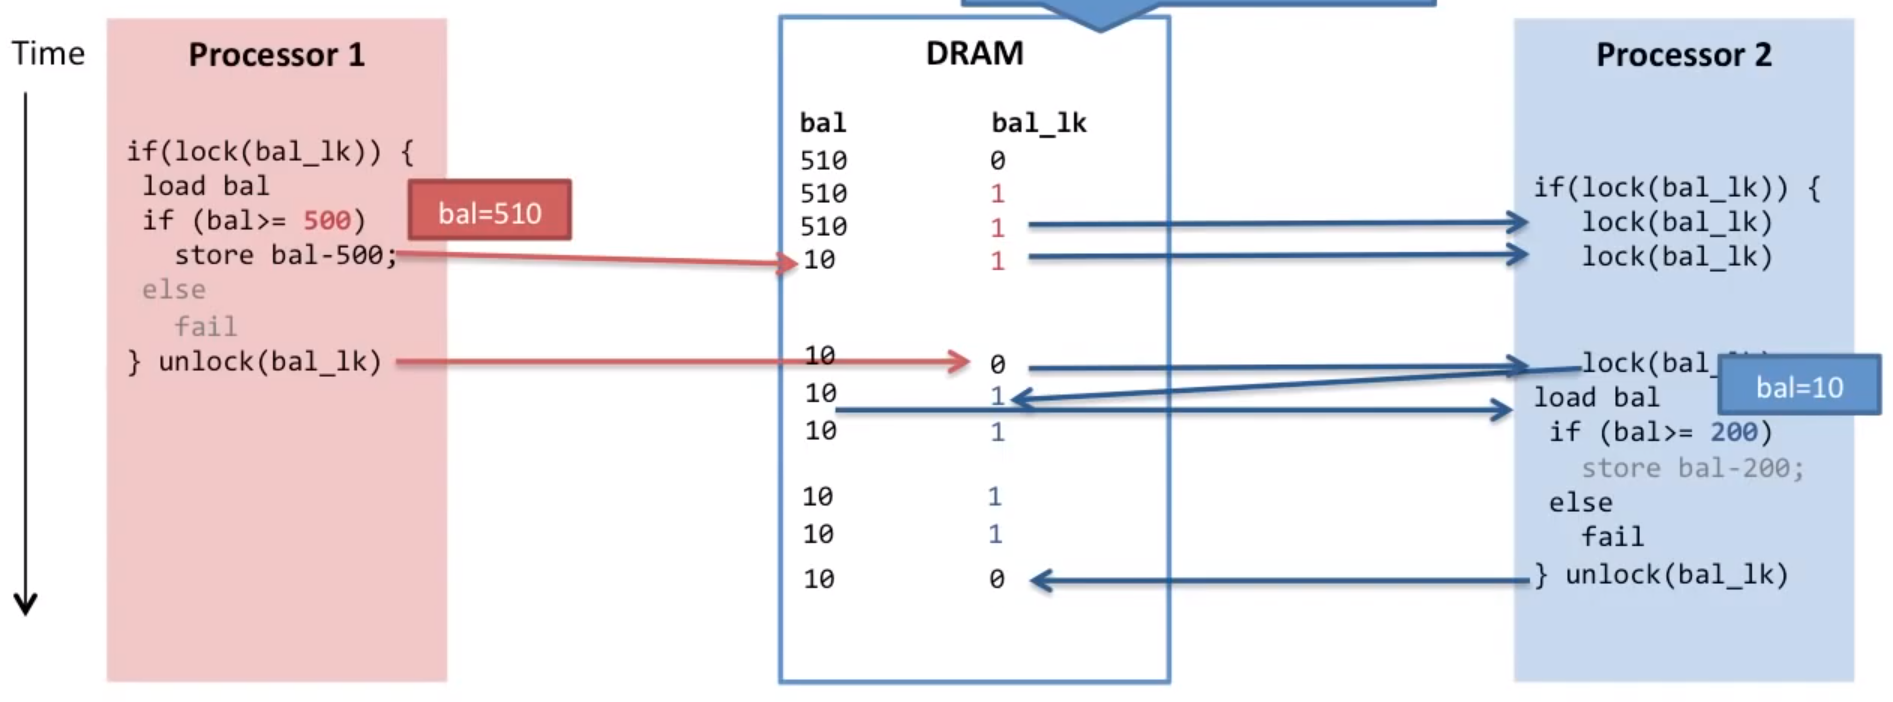 Time
Processor 1
if(lock(bal_lk)) {
load bal
if (bal>= 500)
store bal-500;
else
fail
} unlock(bal_lk)
bal=510
DRAM
bal bal_lk
510 0
510 1
510 1
10 1
10 0
10 1
10 1
10 1
10 1
10 0
Processor 2
if(lock(bal_lk)) {
lock(bal_lk)
lock(bal_lk)
lock(bal_
load bal
if (bal>= 200)
store bal-200;
else
fail
} unlock(bal_lk)
bal=10